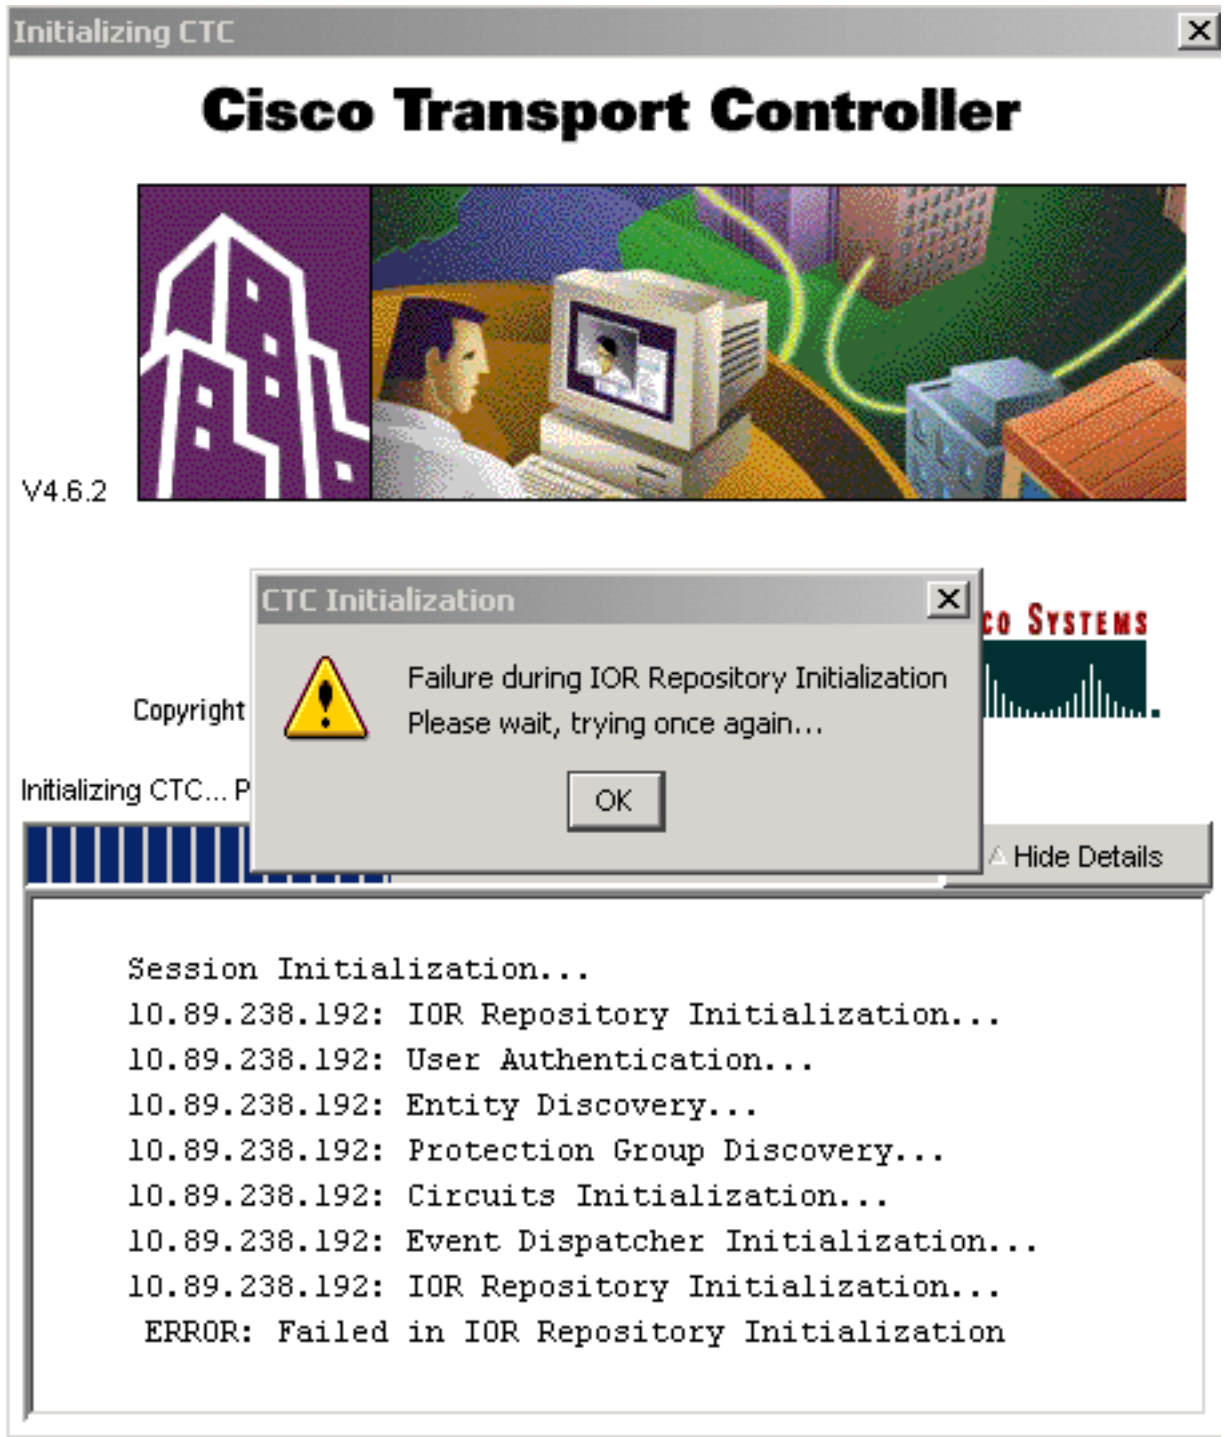 Initializing CTC
Cisco Transport Controller
V4.6.2
CTC Initialization
Failure during IOR Repository Initialization
Please wait, trying once again...
OK
SYSTEMS
Copyright
Initializing CTC...
Hide Details
Session Initialization...
10.89.238.192: IOR Repository Initialization...
10.89.238.192: User Authentication...
10.89.238.192: Entity Discovery...
10.89.238.192: Protection Group Discovery...
10.89.238.192: Circuits Initialization...
10.89.238.192: Event Dispatcher Initialization...
10.89.238.192: IOR Repository Initialization...
ERROR: Failed in IOR Repository Initialization